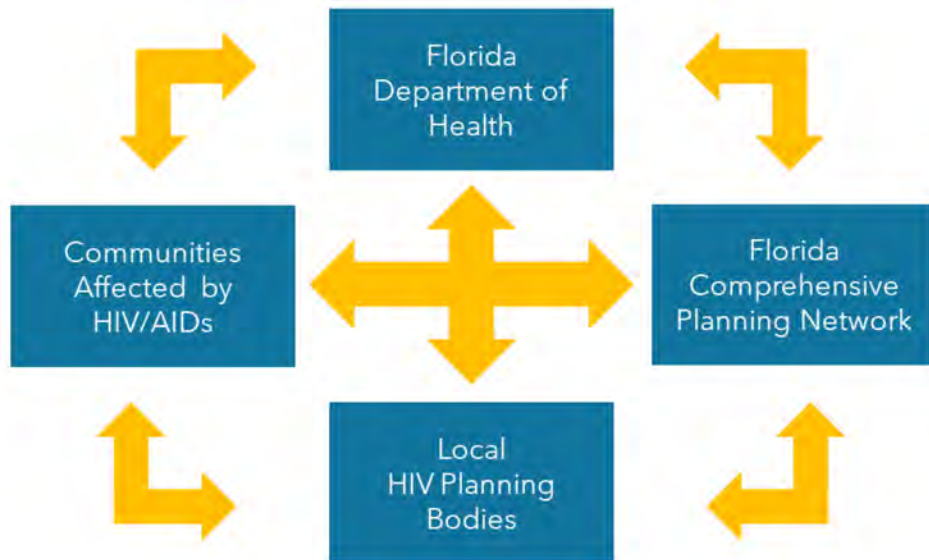 Florida
Department of
Health
Communities
Affected by
HIV/AIDs
Florida
Comprehensive
Planning Network
Local
HIV Planning
Bodies